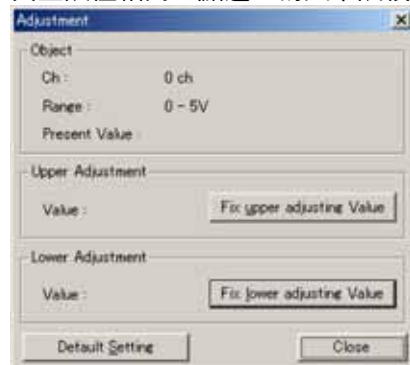 Adjustment
Object
Ch : 0 ch
Range : 0 - 5V
Present Value :
Upper Adjustment
Value : Fix upper adjusting Value
Lower Adjustment
Value : Fix lower adjusting Value
Default Setting Close